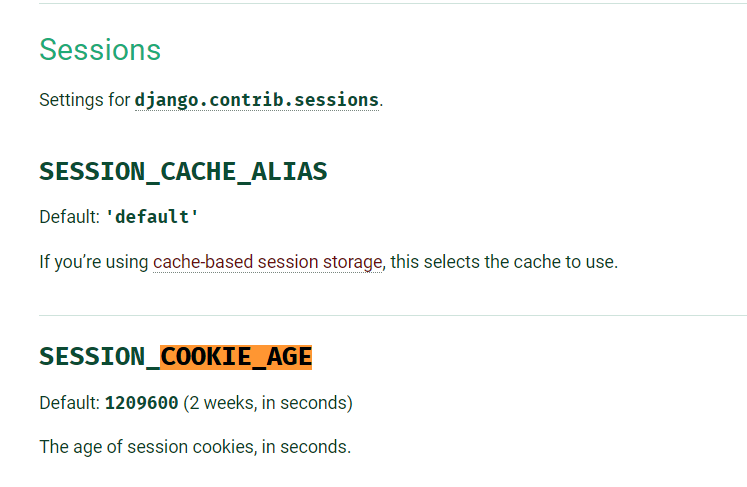 Sessions
Settings for django.contrib.sessions.
SESSION_CACHE_ALIAS
Default: 'default'
If you’re using cache-based session storage, this selects the cache to use.
SESSION_COOKIE_AGE
Default: 1209600 (2 weeks, in seconds)
The age of session cookies, in seconds.